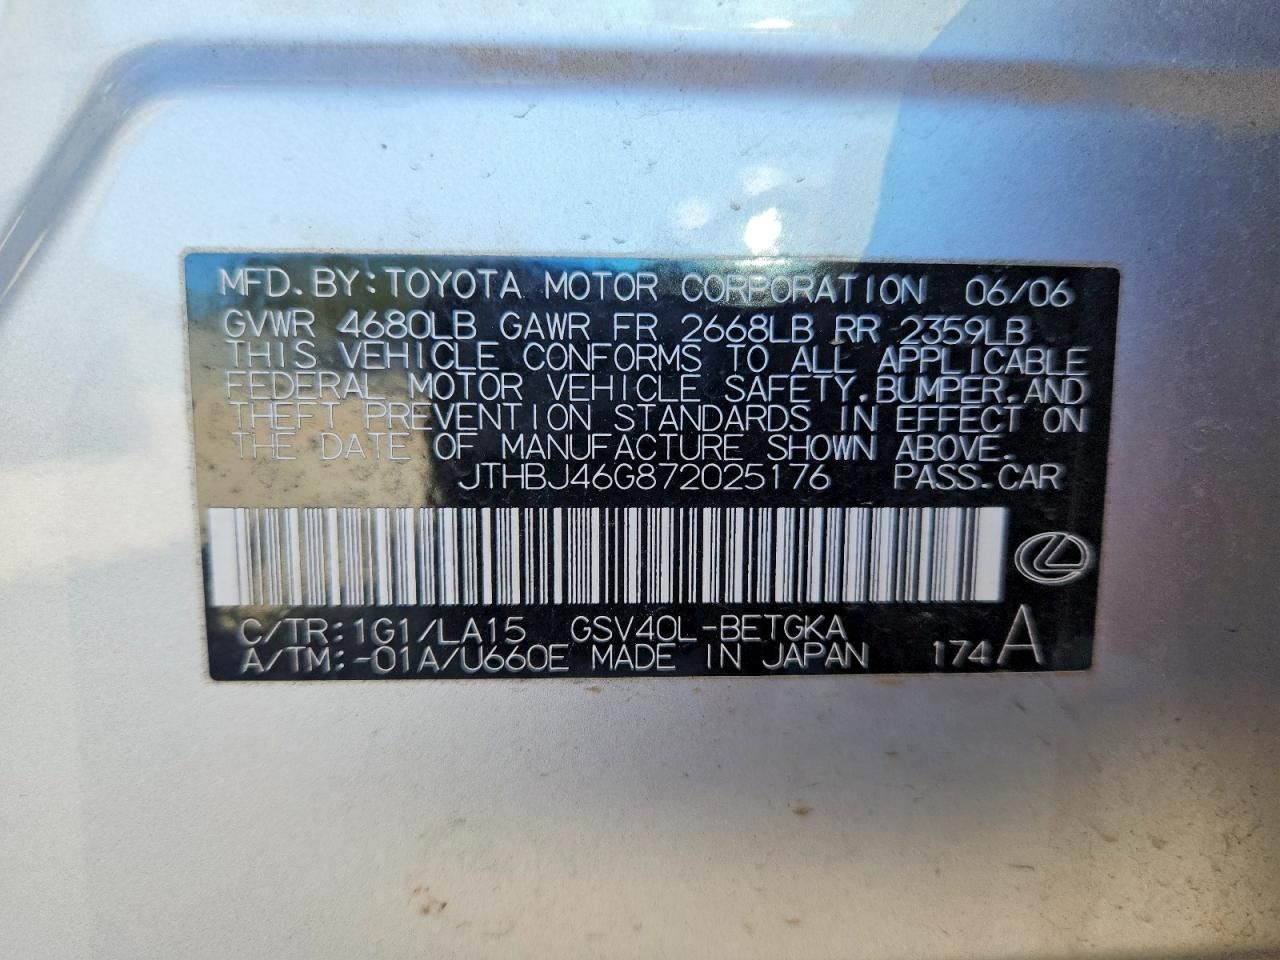 MFD. BY: TOYOTA MOTOR CORPORATION 06/06
GVWR 4680LB GAWR FR 2668LB RR 2359LB
THIS VEHICLE CONFORMS TO ALL APPLICABLE
FEDERAL MOTOR VEHICLE SAFETY, BUMPER, AND
THEFT PREVENTION STANDARDS IN EFFECT ON
THE DATE OF MANUFACTURE SHOWN ABOVE.
JTHBJ46G872025176 PASS. CAR
C/TR: 1G1/LA15 GSV40L-BETGKA
A/TM: -01A/U660E MADE IN JAPAN 174 A